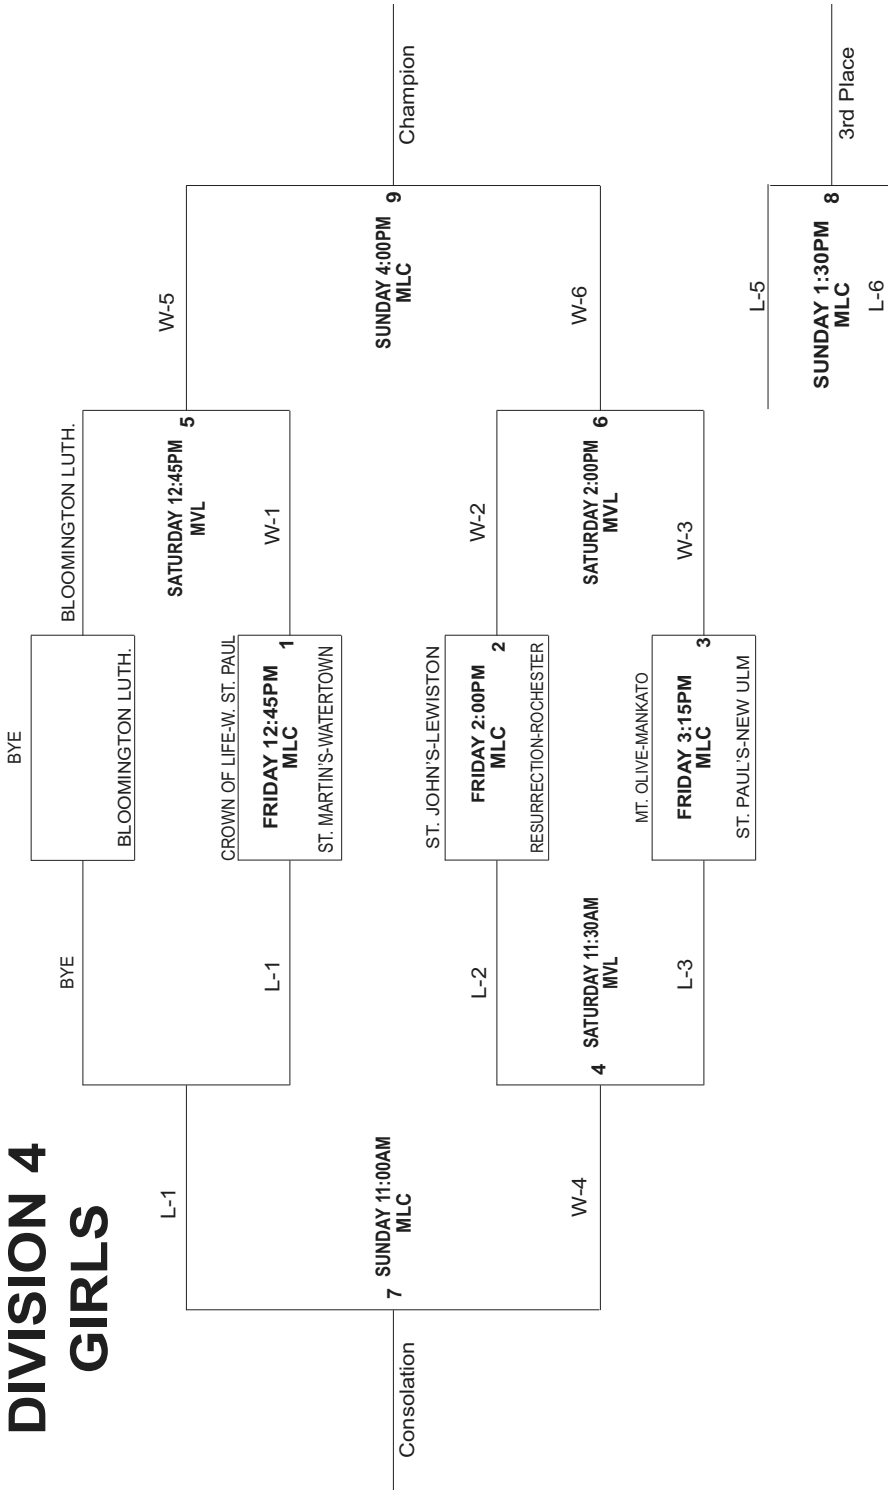 DIVISION 4
GIRLS
BYE
BLOOMINGTON LUTH.
BYE
BLOOMINGTON LUTH.
L-1
SATURDAY 12:45PM
MVL
5
W-5
CROWN OF LIFE-W. ST. PAUL
L-1
FRIDAY 12:45PM
MLC
1
W-1
ST. MARTIN'S-WATERTOWN
Consolation
7
SUNDAY 11:00AM
MLC
SUNDAY 4:00PM
MLC
9
Champion
ST. JOHN'S-LEWISTON
L-2
FRIDAY 2:00PM
MLC
2
W-2
RESURRECTION-ROCHESTER
W-4
4
SATURDAY 11:30AM
MVL
SATURDAY 2:00PM
MVL
6
W-6
MT. OLIVE-MANKATO
L-3
FRIDAY 3:15PM
MLC
3
W-3
ST. PAUL'S-NEW ULM
L-5
SUNDAY 1:30PM
MLC
8
3rd Place
L-6